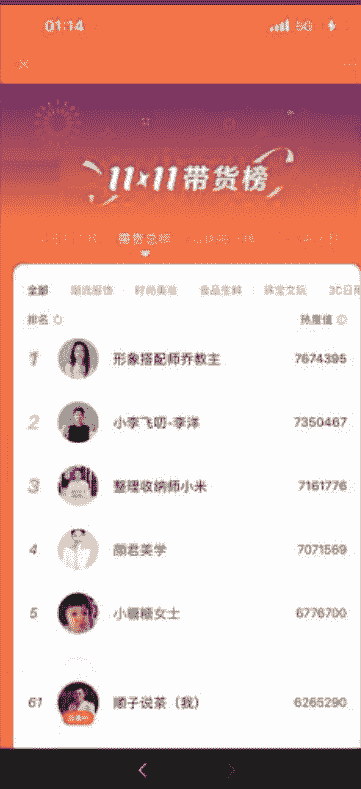 01:14
5G
11×11带货榜
带货总榜
全部 潮流服饰 时尚美妆 食品生鲜 珠宝文玩 3C日用
排名 热度值
1 形象搭配师乔教主 7674395
2 小李飞叨-李洋 7350467
3 整理收纳师小米 7161776
4 颜君美学 7071569
5 小糖糖女士 6776700
61 顺子说茶（我） 6265290